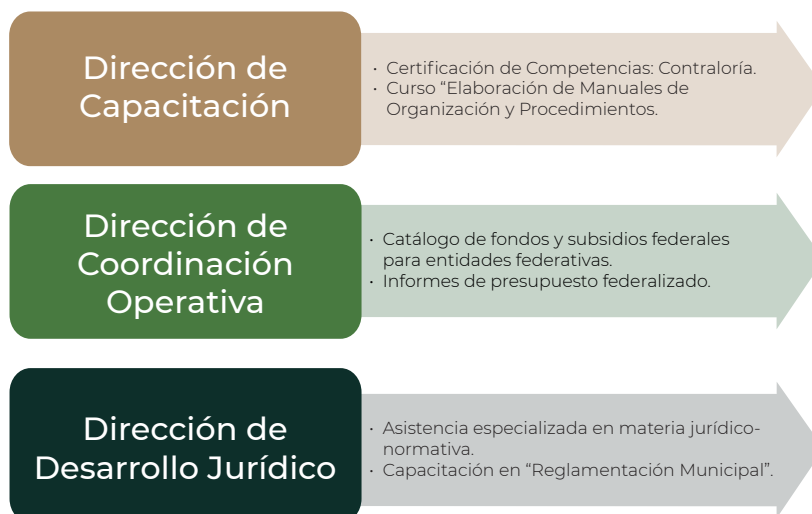 Dirección de
Capacitación
· Certificación de Competencias: Contraloría.
· Curso “Elaboración de Manuales de
Organización y Procedimientos.
Dirección de
Coordinación
Operativa
· Catálogo de fondos y subsidios federales
para entidades federativas.
· Informes de presupuesto federalizado.
Dirección de
Desarrollo Jurídico
· Asistencia especializada en materia jurídico-
normativa.
· Capacitación en “Reglamentación Municipal”.